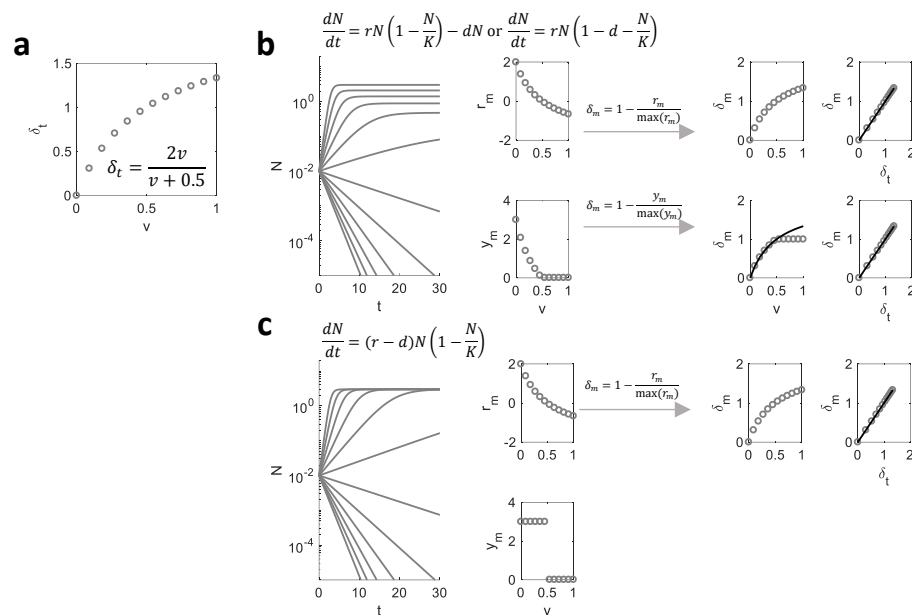 a
1.5
1
0.5
0
δt
δt = 2v / (v + 0.5)
0 0.5 1
v
b
dN/dt = rN(1 − N/K) − dN or dN/dt = rN(1 − d − N/K)
10^0
10^-2
10^-4
N
0 10 20 30
t
2
0
-2
rm
0 0.5 1
δm = 1 − rm/max(rm)
2
1
0
δm
0 0.5 1
2
1
0
δm
0 1 2
δt
4
2
0
ym
0 0.5 1
v
δm = 1 − ym/max(ym)
2
1
0
δm
0 0.5 1
v
2
1
0
δm
0 1 2
δt
c
dN/dt = (r − d)N(1 − N/K)
10^0
10^-2
10^-4
N
0 10 20 30
t
2
0
-2
rm
0 0.5 1
δm = 1 − rm/max(rm)
2
1
0
δm
0 0.5 1
2
1
0
δm
0 1 2
δt
4
2
0
ym
0 0.5 1
v